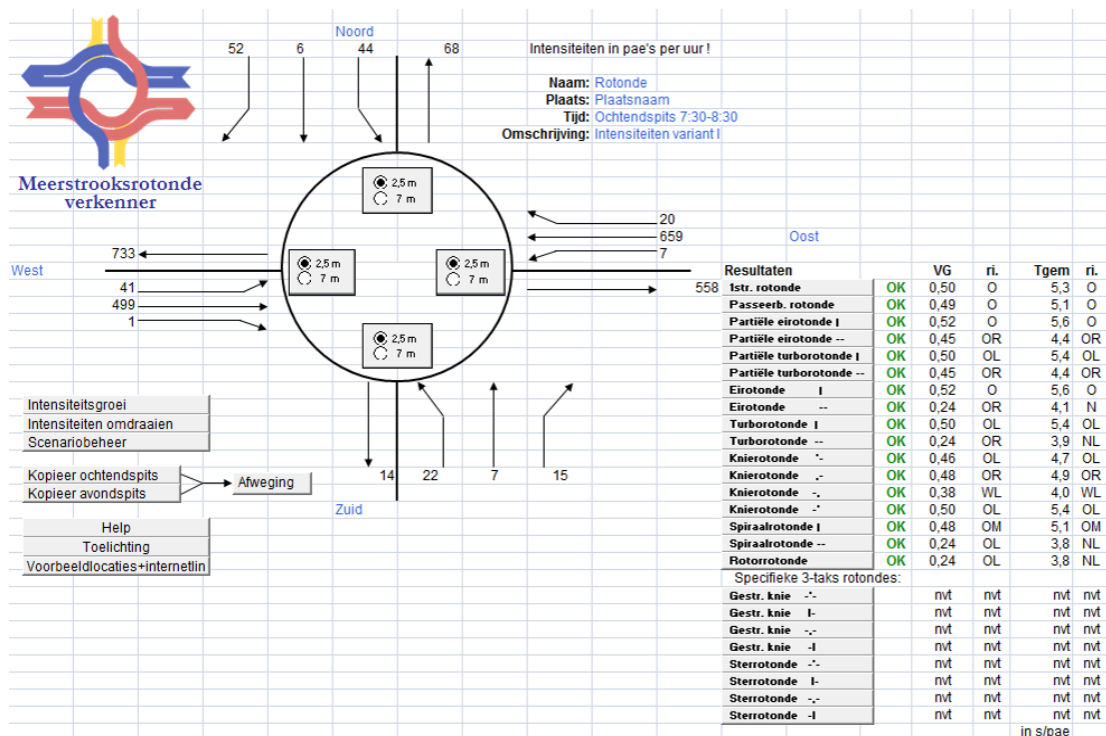 Noord
52 6 44 68 Intensiteiten in pae's per uur !
Naam: Rotonde
Plaats: Plaatsnaam
Tijd: Ochtendspits 7:30-8:30
Omschrijving: Intensiteiten variant I
Meerstrooksrotonde
verkenner
2,5 m
7 m
20
659 Oost
7
733
West
41
499
1
2,5 m
7 m
2,5 m
7 m
558
2,5 m
7 m
14 22 7 15
Zuid
Intensiteitsgroei
Intensiteiten omdraaien
Scenariobeheer
Kopieer ochtendspits
Kopieer avondspits
Afweging
Help
Toelichting
Voorbeeldlocaties+internetlin
Resultaten VG ri. Tgem ri.
1str. rotonde OK 0,50 O 5,3 O
Passeerb. rotonde OK 0,49 O 5,1 O
Partiële eirotonde | OK 0,52 O 5,6 O
Partiële eirotonde -- OK 0,45 OR 4,4 OR
Partiële turborotonde | OK 0,50 OL 5,4 OL
Partiële turborotonde -- OK 0,45 OR 4,4 OR
Eirotonde | OK 0,52 O 5,6 O
Eirotonde -- OK 0,24 OR 4,1 N
Turborotonde | OK 0,50 OL 5,4 OL
Turborotonde -- OK 0,24 OR 3,9 NL
Knierotonde '- OK 0,46 OL 4,7 OL
Knierotonde ,- OK 0,48 OR 4,9 OR
Knierotonde -, OK 0,38 WL 4,0 WL
Knierotonde -' OK 0,50 OL 5,4 OL
Spiraalrotonde | OK 0,48 OM 5,1 OM
Spiraalrotonde -- OK 0,24 OL 3,8 NL
Rotorrotonde OK 0,24 OL 3,8 NL
Specifieke 3-taks rotondes:
Gestr. knie -'- nvt nvt nvt nvt
Gestr. knie |- nvt nvt nvt nvt
Gestr. knie -,- nvt nvt nvt nvt
Gestr. knie -| nvt nvt nvt nvt
Sterrotonde -'- nvt nvt nvt nvt
Sterrotonde |- nvt nvt nvt nvt
Sterrotonde -,- nvt nvt nvt nvt
Sterrotonde -| nvt nvt nvt nvt
in s/pae